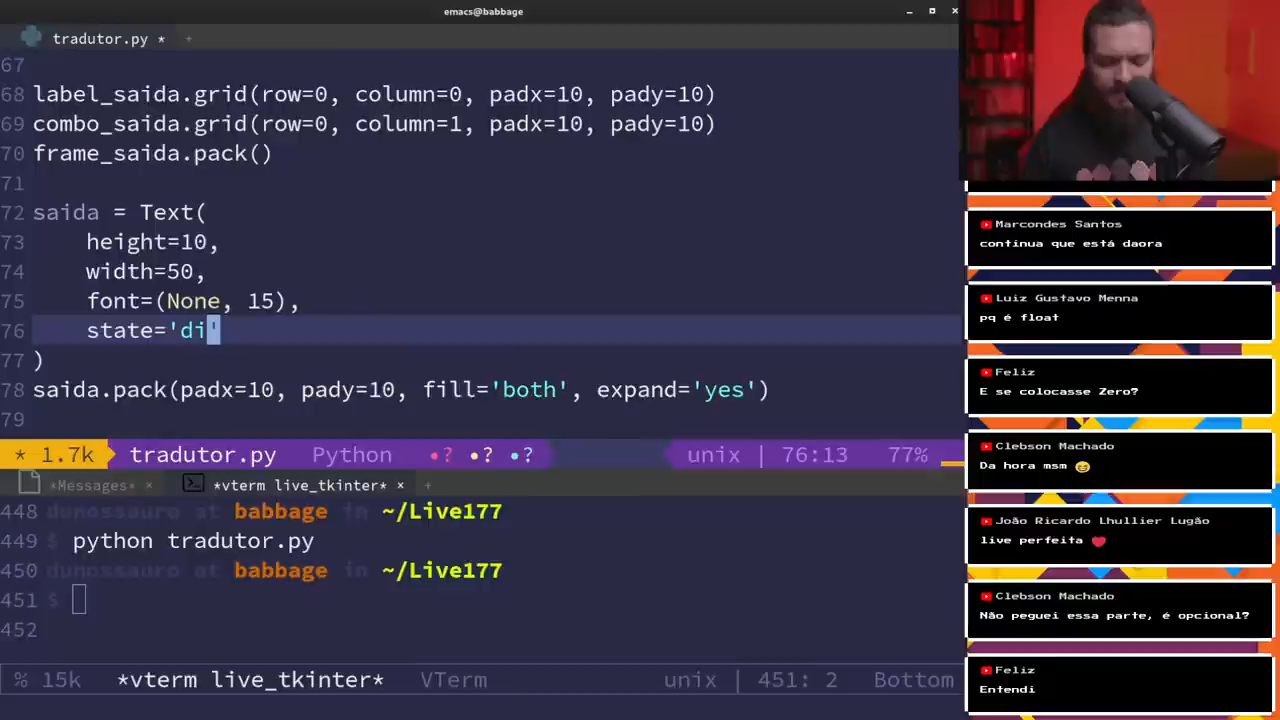 emacs@babbage
tradutor.py * +
67
68 label_saida.grid(row=0, column=0, padx=10, pady=10)
69 combo_saida.grid(row=0, column=1, padx=10, pady=10)
70 frame_saida.pack()
71
72 saida = Text(
73     height=10,
74     width=50,
75     font=(None, 15),
76     state='di'
77 )
78 saida.pack(padx=10, pady=10, fill='both', expand='yes')
79
* 1.7k tradutor.py Python •? •? •? unix | 76:13 77%
*Messages* × *vterm live_tkinter* × +
448 dunossauro at babbage in ~/Live177
449 $ python tradutor.py
450 dunossauro at babbage in ~/Live177
451 $
452
% 15k *vterm live_tkinter* VTerm unix | 451: 2 Bottom
Marcondes Santos
continua que está daora
Luiz Gustavo Menna
pq é float
Feliz
E se colocasse Zero?
Clebson Machado
Da hora msm 😄
João Ricardo Lhullier Lugão
live perfeita ❤
Clebson Machado
Não peguei essa parte, é opcional?
Feliz
Entendi